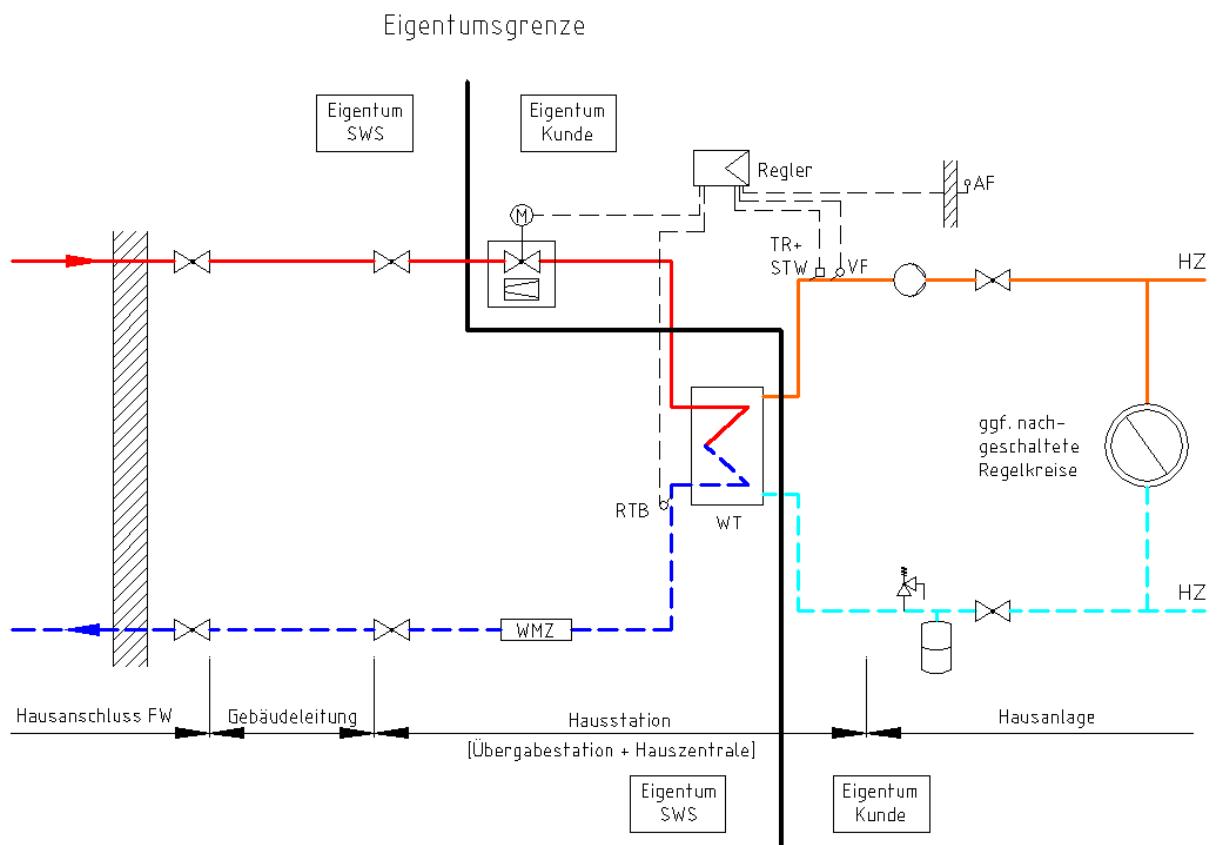 Eigentumsgrenze
Eigentum
SWS
Eigentum
Kunde
Regler
AF
M
TR+
STW
VF
HZ
ggf. nach-
geschaltete
Regelkreise
RTB
WT
HZ
WMZ
Hausanschluss FW
Gebäudeleitung
Hausstation
Hausanlage
[Übergabestation + Hauszentrale]
Eigentum
SWS
Eigentum
Kunde